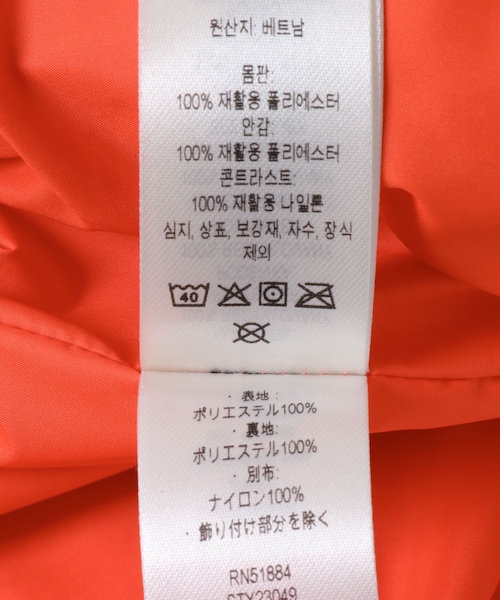 원산지: 베트남
몸판:
100% 재활용 폴리에스터
안감:
100% 재활용 폴리에스터
콘트라스트:
100% 재활용 나일론
심지, 상표, 보강재, 자수, 장식
제외
40
・表地:
ポリエステル100%
・裏地:
ポリエステル100%
・別布:
ナイロン100%
・飾り付け部分を除く
RN51884
STY23049